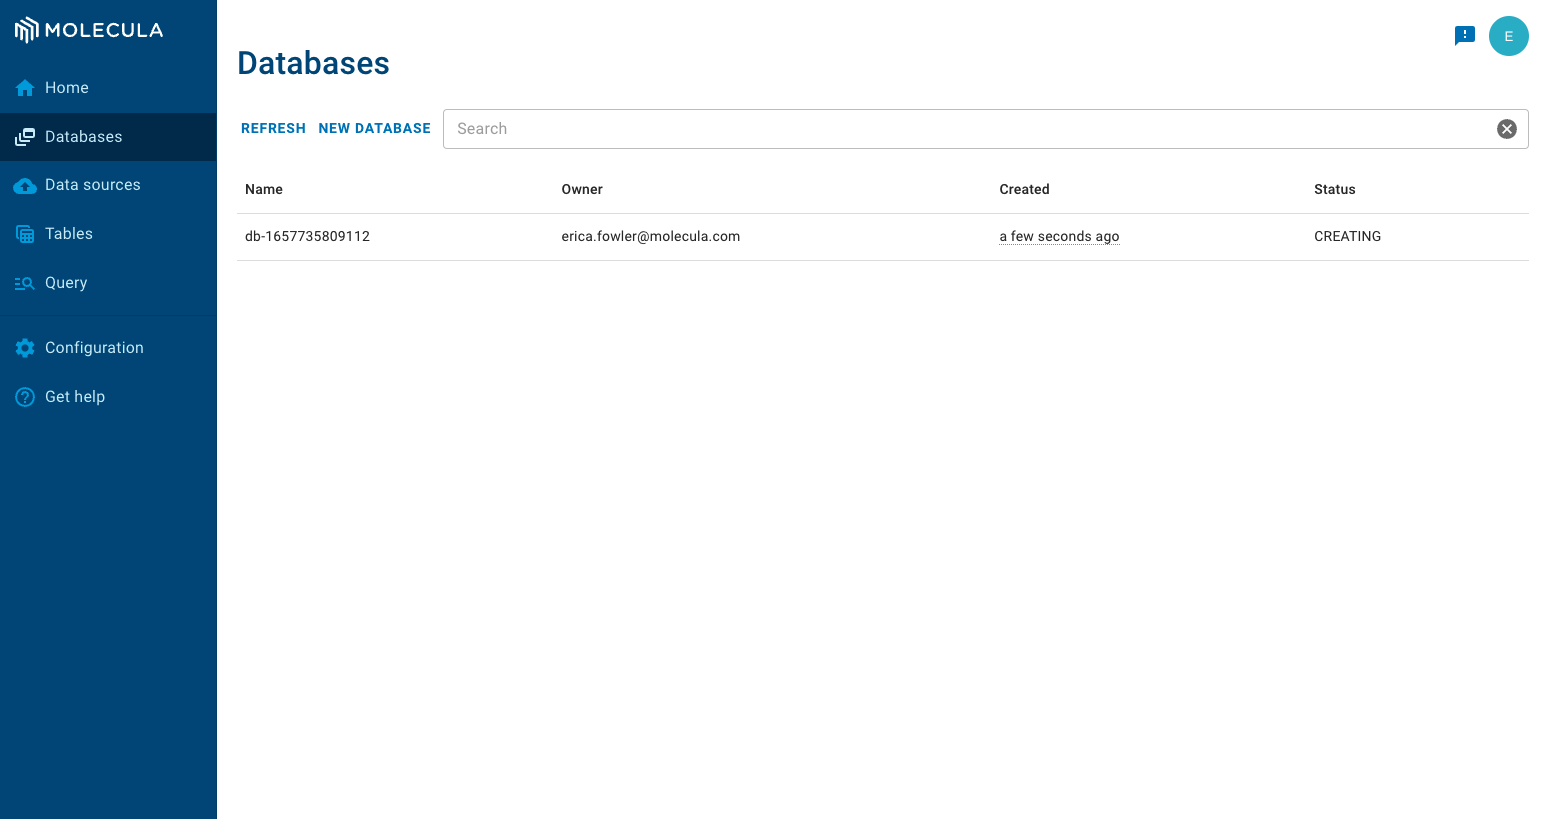 MOLECULA
Home
Databases
Data sources
Tables
Query
Configuration
Get help
E
Databases
REFRESH NEW DATABASE Search
Name Owner Created Status
db-1657735809112 erica.fowler@molecula.com a few seconds ago CREATING